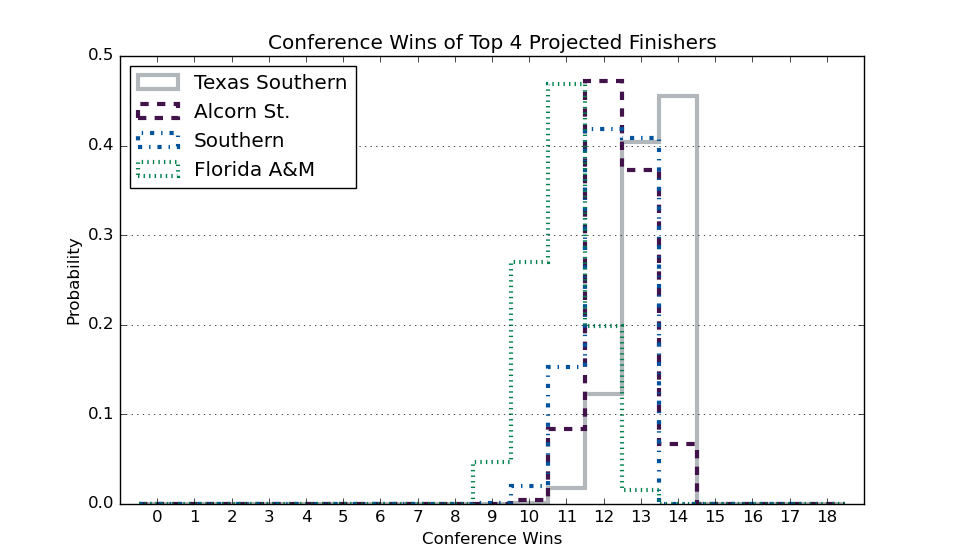 Conference Wins of Top 4 Projected Finishers
Texas Southern
Alcorn St.
Southern
Florida A&M
Probability
0.5
0.4
0.3
0.2
0.1
0.0
0 1 2 3 4 5 6 7 8 9 10 11 12 13 14 15 16 17 18
Conference Wins